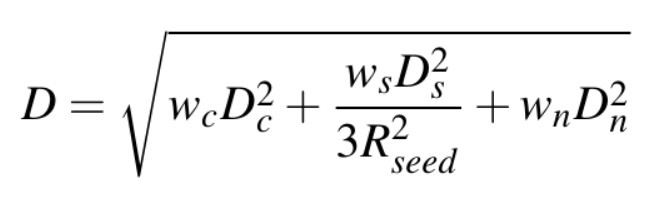 $D = \sqrt{w_c D_c^2 + \frac{w_s D_s^2}{3R_{seed}^2} + w_n D_n^2}$